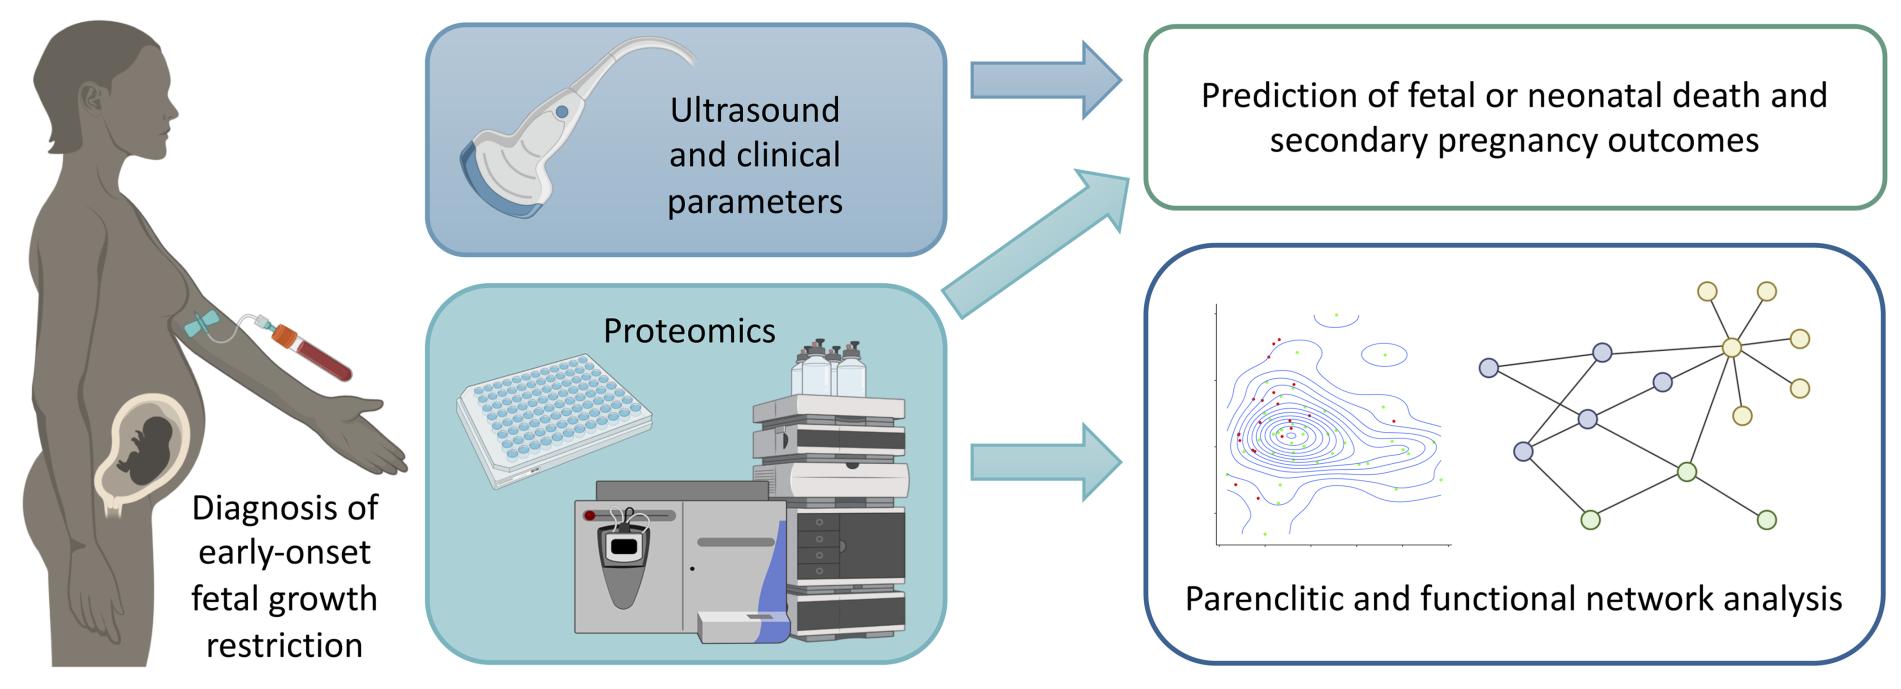 Ultrasound
and clinical
parameters
Prediction of fetal or neonatal death and
secondary pregnancy outcomes
Proteomics
Diagnosis of
early-onset
fetal growth
restriction
Parenclitic and functional network analysis